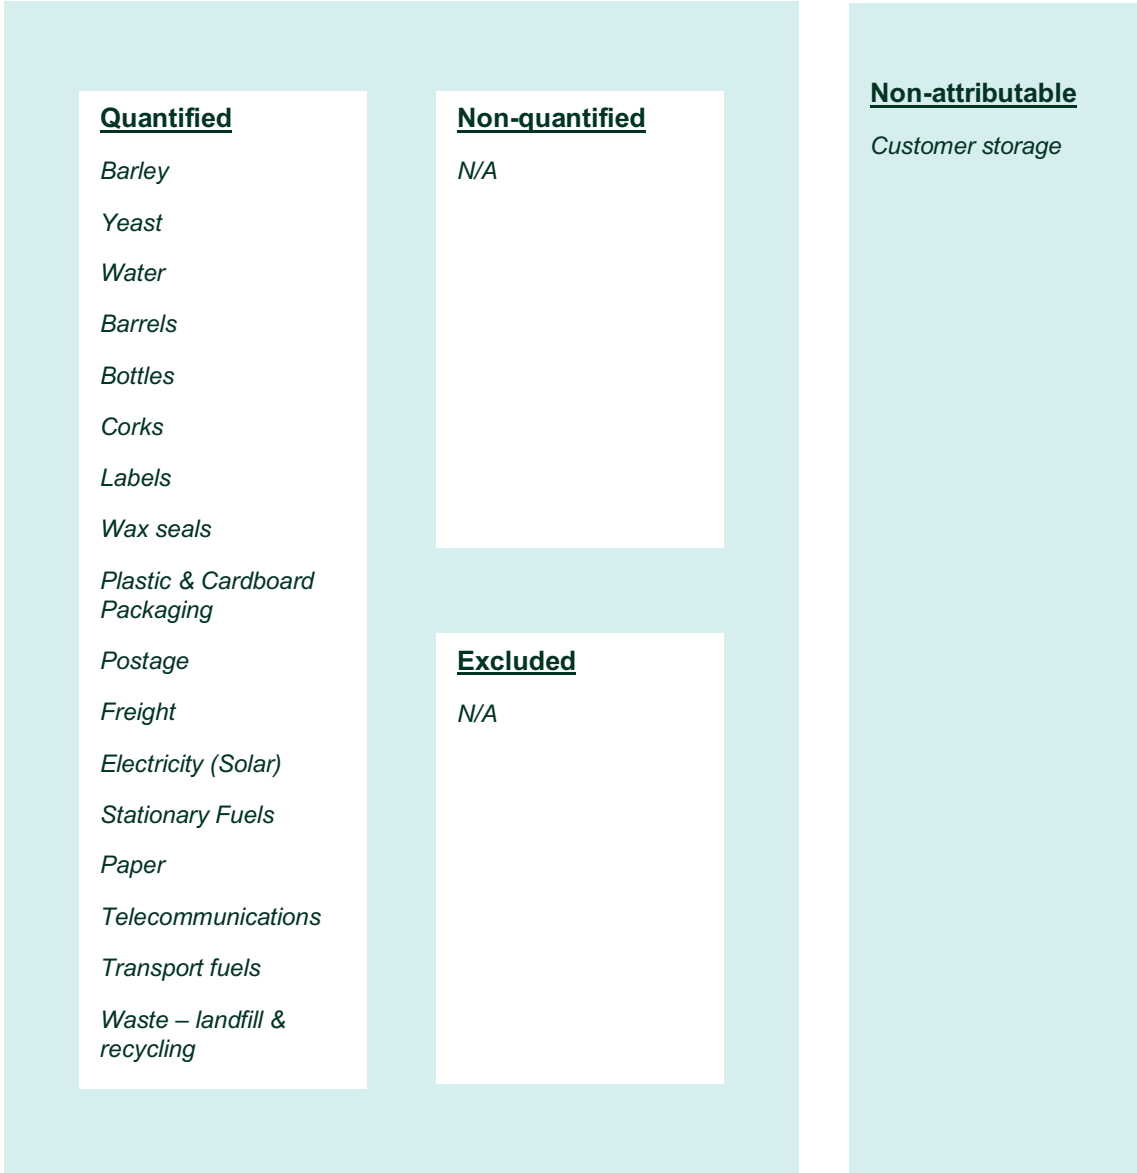 Quantified
Barley
Yeast
Water
Barrels
Bottles
Corks
Labels
Wax seals
Plastic & Cardboard
Packaging
Postage
Freight
Electricity (Solar)
Stationary Fuels
Paper
Telecommunications
Transport fuels
Waste – landfill &
recycling
Non-quantified
N/A
Excluded
N/A
Non-attributable
Customer storage